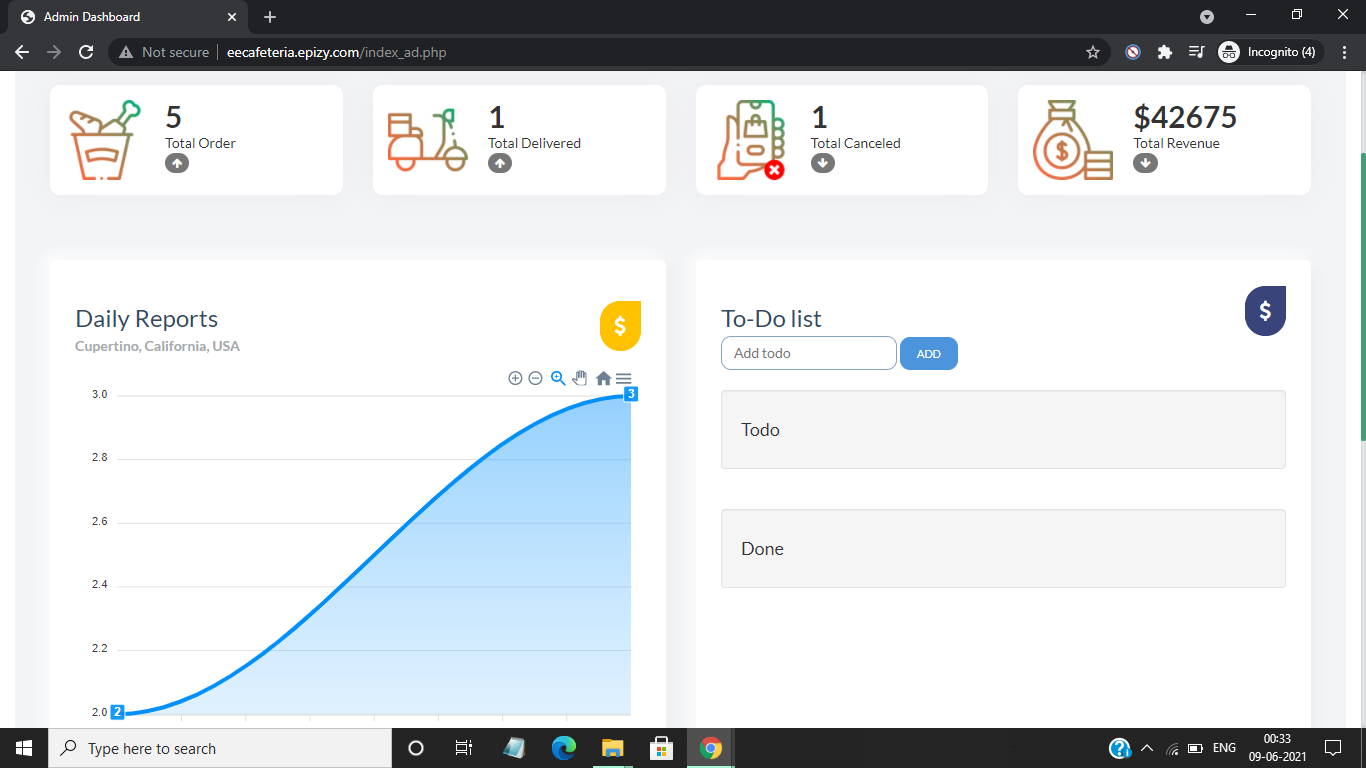 Admin Dashboard
Not secure
eecafeteria.epizy.com/index_ad.php
Incognito (4)
5
Total Order
1
Total Delivered
1
Total Canceled
$42675
Total Revenue
$
Daily Reports
Cupertino, California, USA
$
3.0
2.8
2.6
2.4
2.2
2.0
3
2
To-Do list
$
Add todo
ADD
Todo
Done
Type here to search
ENG
00:33
09-06-2021